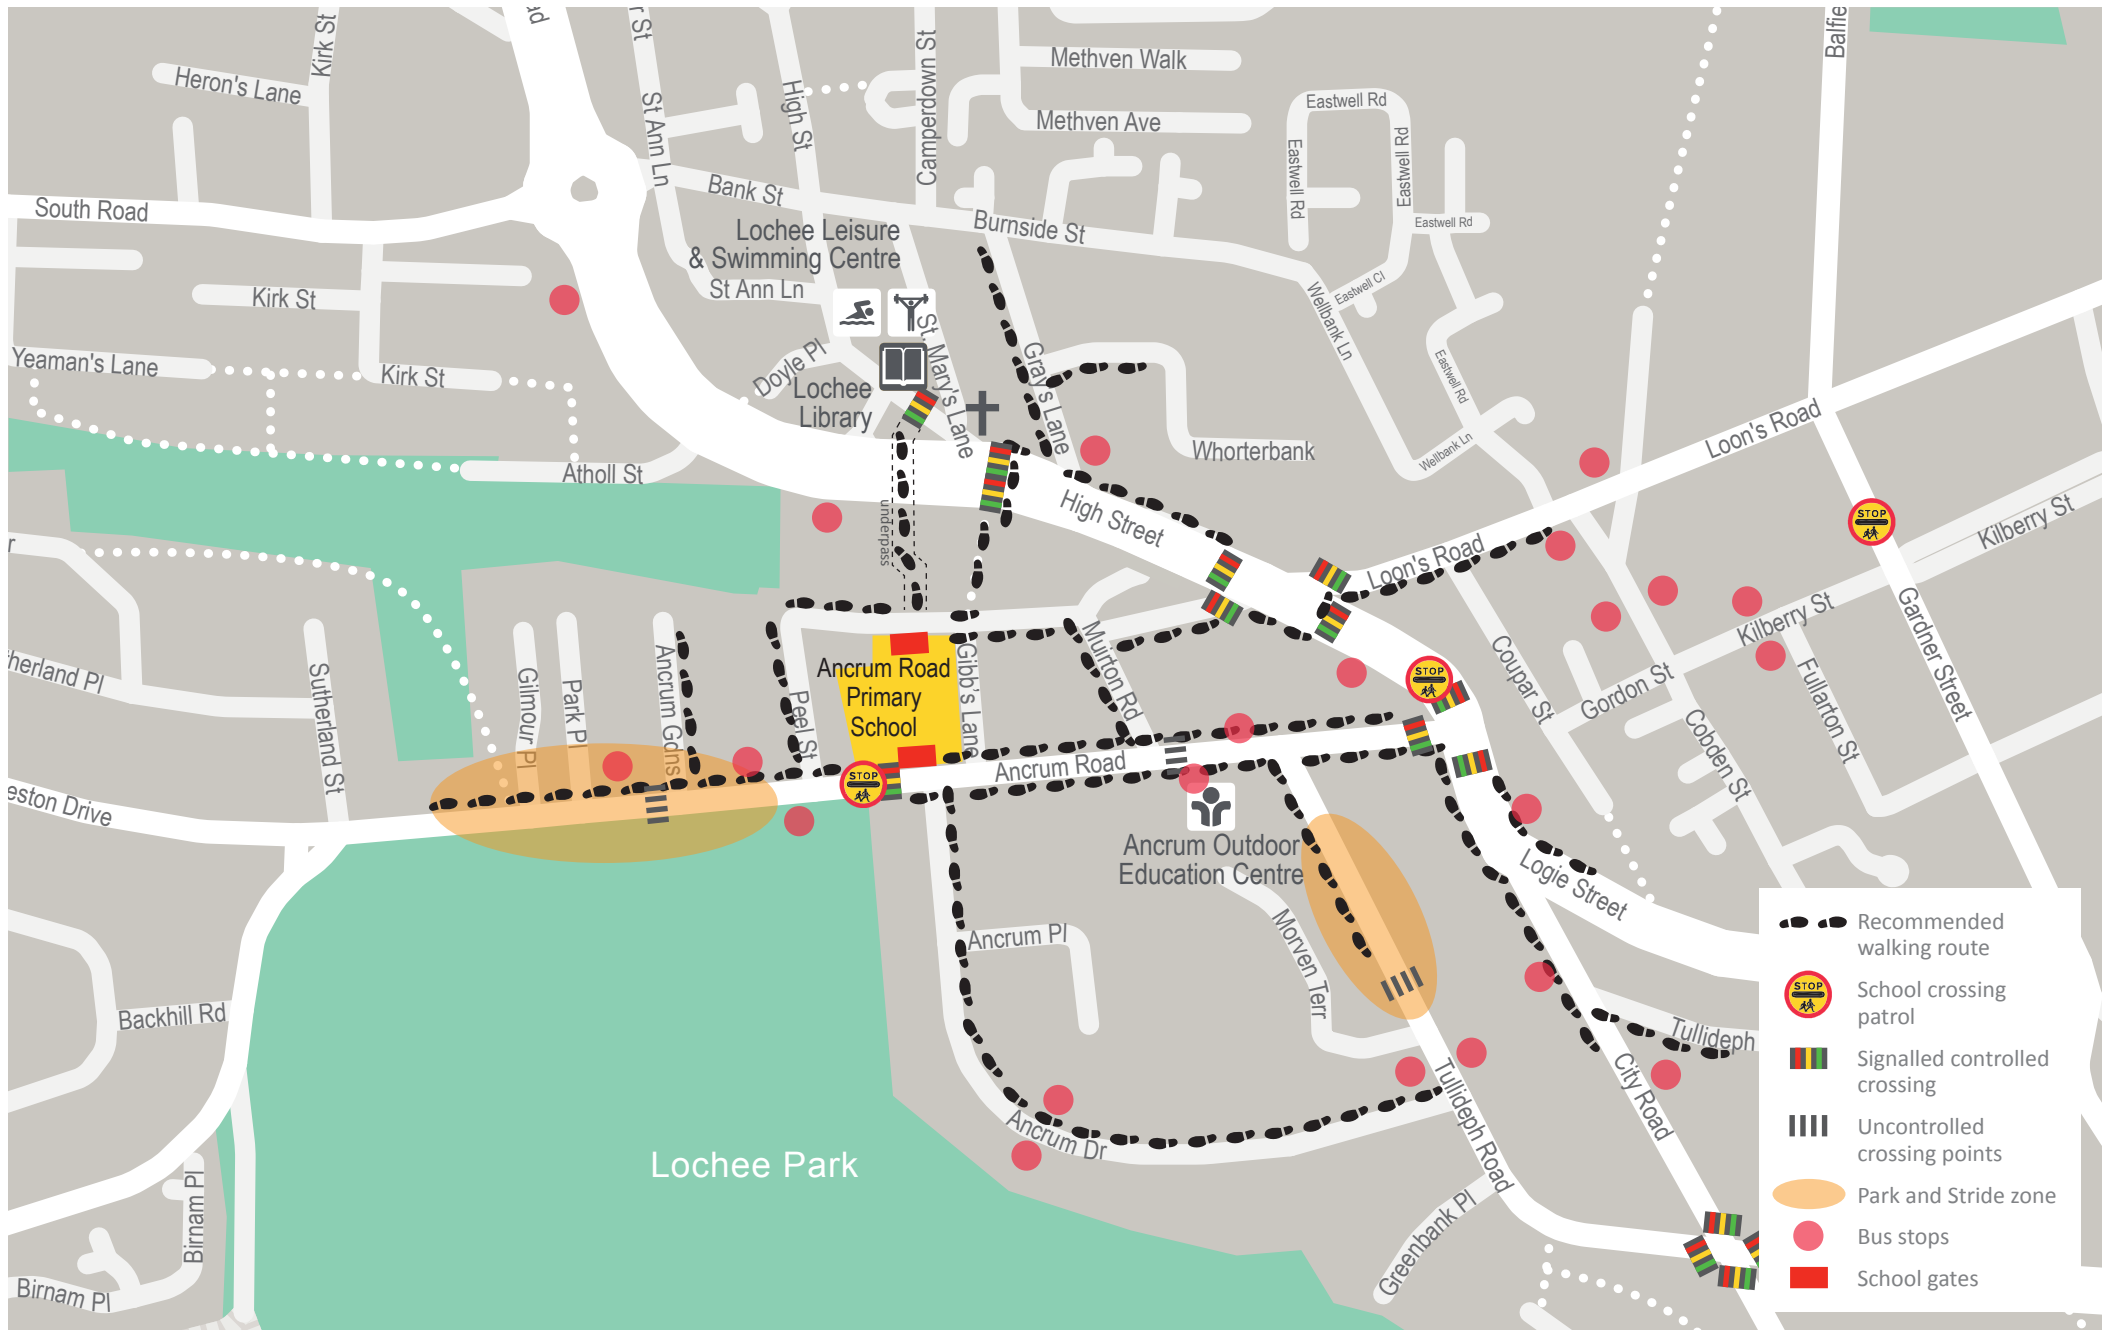 Kirk St
Heron's Lane
St Ann Ln
High St
Camperdown St
Methven Walk
Methven Ave
Eastwell Rd
Eastwell Rd
Eastwell Rd
Eastwell Rd
South Road
Bank St
Burnside St
Lochee Leisure
& Swimming Centre
St Ann Ln
Kirk St
Wellbank Ln
Eastwell Cl
Yeaman's Lane
Kirk St
Doyle Pl
Lochee
Library
St. Mary's Lane
Gray's Lane
Whorterbank
Eastwell Rd
Wellbank Ln
Loon's Road
Atholl St
underpass
High Street
Loon's Road
STOP
Kilberry St
Kilberry St
Gardner Street
Sutherland St
Gilmour Pl
Park Pl
Ancrum Gdns
Peel St
Ancrum Road
Primary
School
Gibb's Lane
Muirton Rd
STOP
Coupar St
Gordon St
Cobden St
Fullarton St
herland Pl
eston Drive
STOP
Ancrum Road
Ancrum Outdoor
Education Centre
Logie Street
Ancrum Pl
Morven Terr
Backhill Rd
Tullideph
City Road
Tullideph Road
Ancrum Dr
Lochee Park
Greenbank Pl
Birnam Pl
Birnam Pl
Recommended
walking route
STOP
School crossing
patrol
Signalled controlled
crossing
Uncontrolled
crossing points
Park and Stride zone
Bus stops
School gates